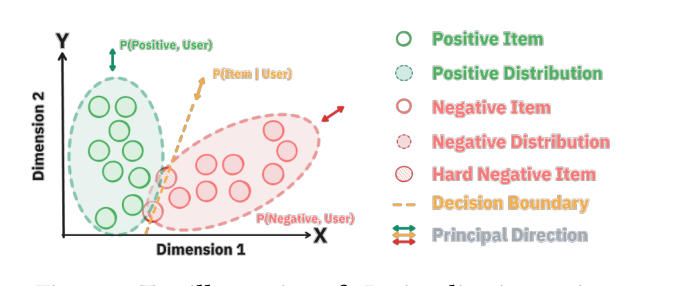 Y
P(Positive, User)
P(Item | User)
Dimension 2
P(Negative, User)
X
Dimension 1
Positive Item
Positive Distribution
Negative Item
Negative Distribution
Hard Negative Item
Decision Boundary
Principal Direction